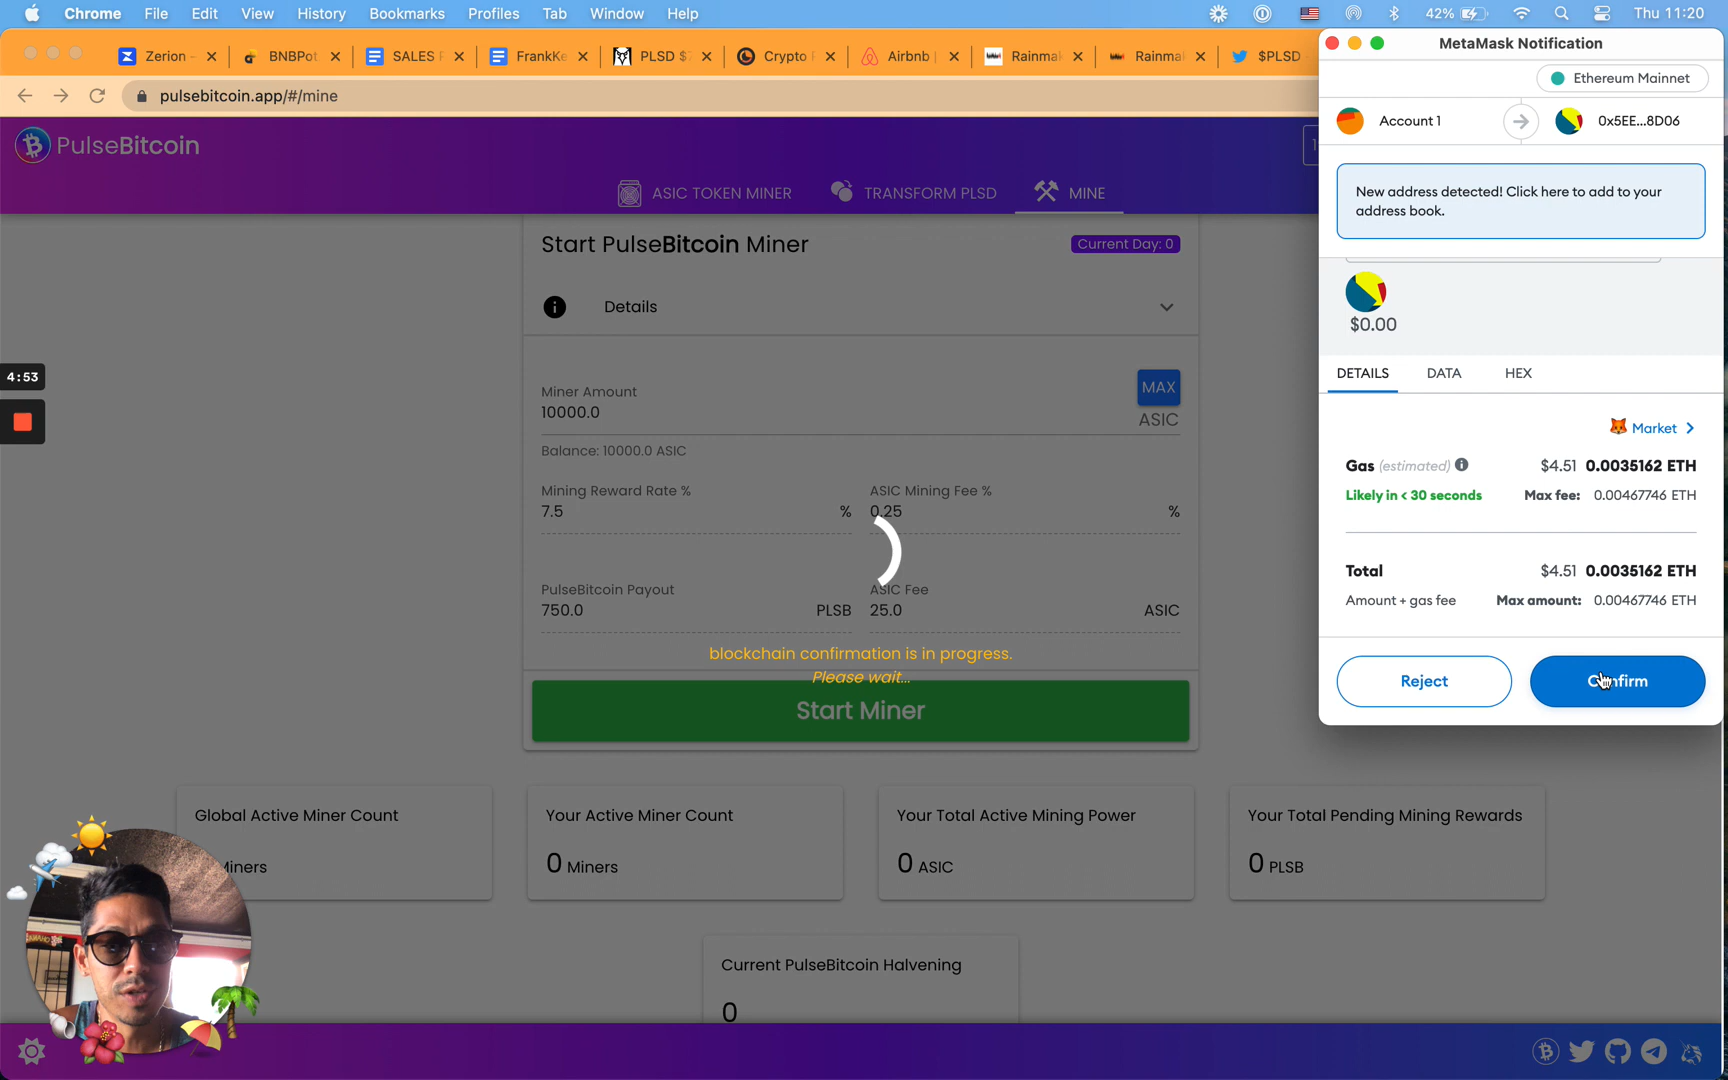 Chrome File Edit View History Bookmarks Profiles Tab Window Help 42% Thu 11:20
Zerion - BNBPot SALES F FrankKe PLSD $7 Crypto Airbnb | Rainmak Rainmak $PLSD
pulsebitcoin.app/#/mine
PulseBitcoin
ASIC TOKEN MINER TRANSFORM PLSD MINE
Start PulseBitcoin Miner Current Day: 0
Details
Miner Amount
10000.0
MAX
ASIC
Balance: 10000.0 ASIC
Mining Reward Rate % ASIC Mining Fee %
7.5 % 0.25 %
PulseBitcoin Payout ASIC Fee
750.0 PLSB 25.0 ASIC
blockchain confirmation is in progress.
Please wait...
Start Miner
Global Active Miner Count
Miners
Your Active Miner Count
0 Miners
Your Total Active Mining Power
0 ASIC
Your Total Pending Mining Rewards
0 PLSB
Current PulseBitcoin Halvening
0
4:53
MetaMask Notification
Ethereum Mainnet
Account 1 0x5EE...8D06
New address detected! Click here to add to your
address book.
$0.00
DETAILS DATA HEX
Market
Gas (estimated) $4.51 0.0035162 ETH
Likely in < 30 seconds Max fee: 0.00467746 ETH
Total $4.51 0.0035162 ETH
Amount + gas fee Max amount: 0.00467746 ETH
Reject Confirm